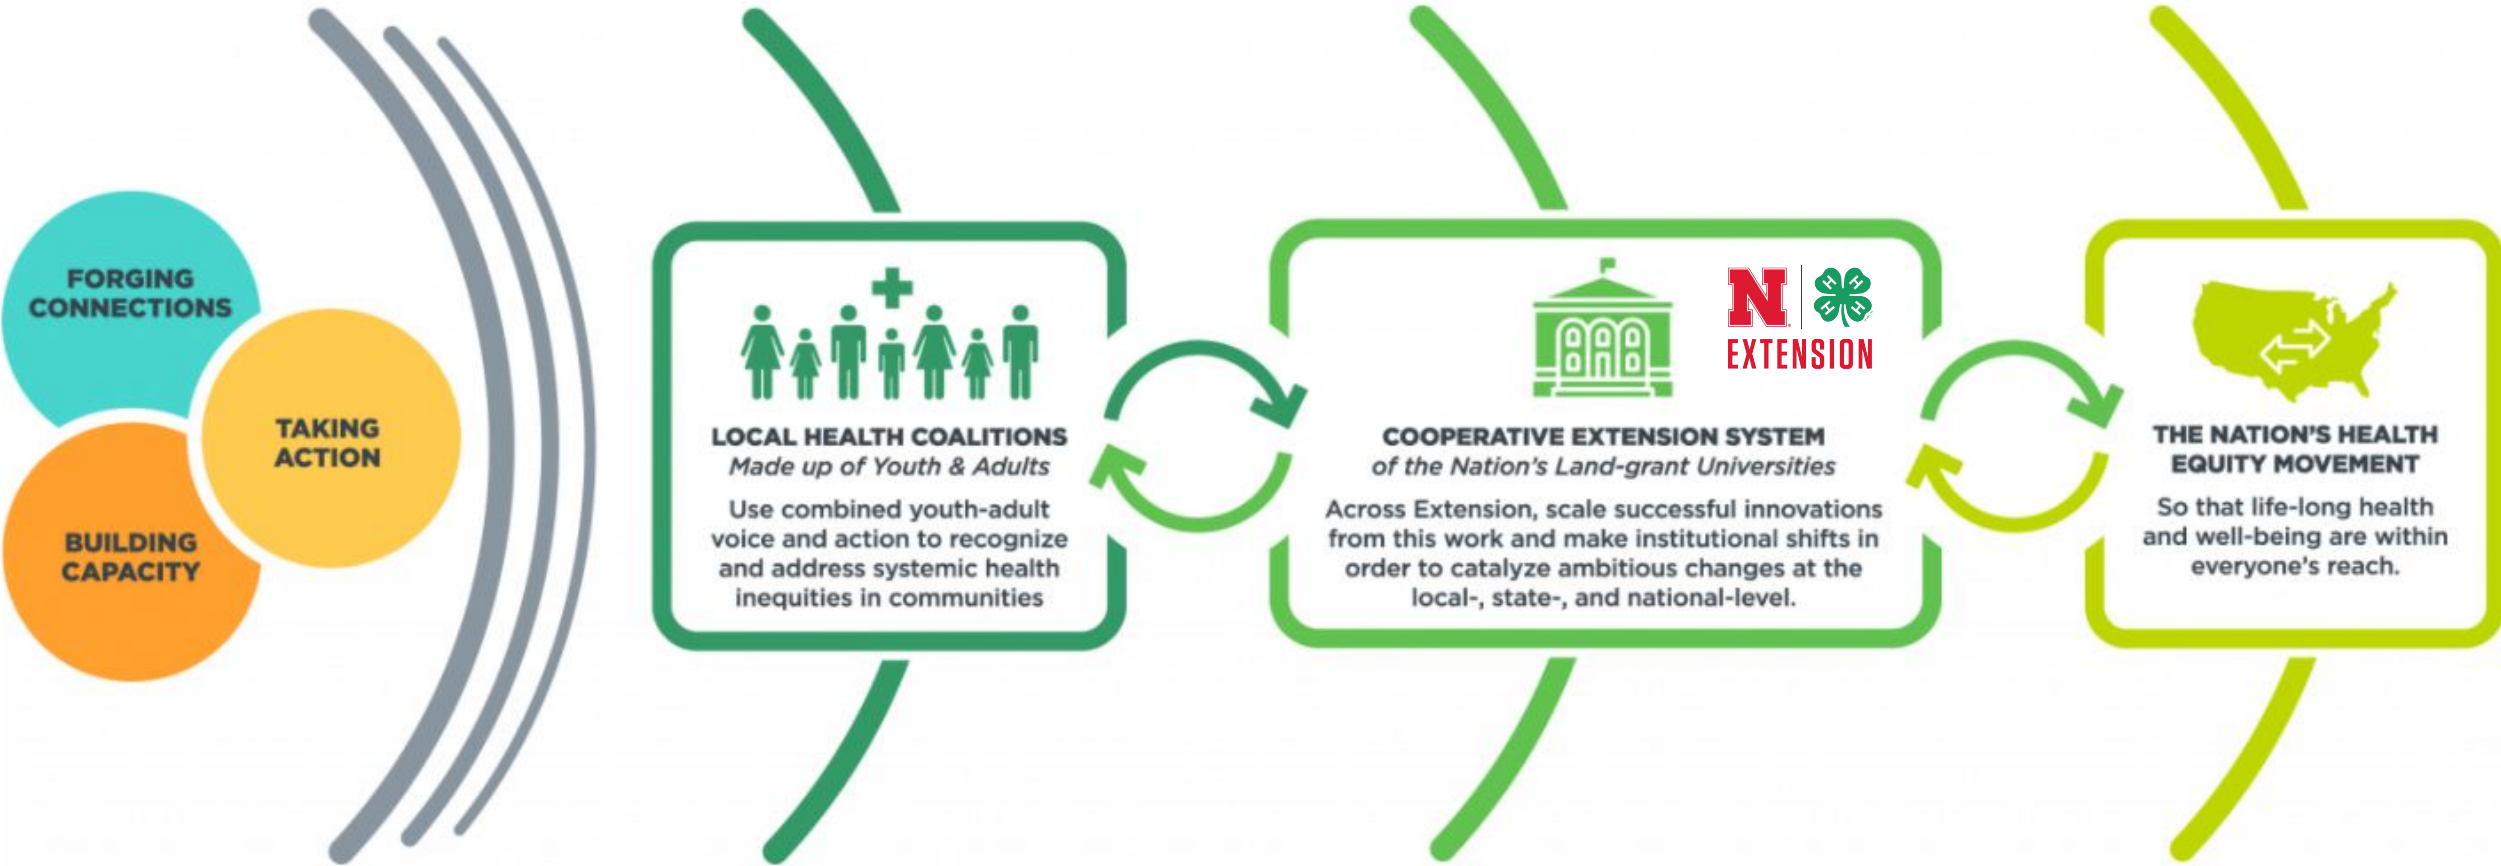 FORGING
CONNECTIONS
TAKING
ACTION
BUILDING
CAPACITY
LOCAL HEALTH COALITIONS
Made up of Youth & Adults
Use combined youth-adult
voice and action to recognize
and address systemic health
inequities in communities
N
H H
H H
EXTENSION
COOPERATIVE EXTENSION SYSTEM
of the Nation's Land-grant Universities
Across Extension, scale successful innovations
from this work and make institutional shifts in
order to catalyze ambitious changes at the
local-, state-, and national-level.
THE NATION'S HEALTH
EQUITY MOVEMENT
So that life-long health
and well-being are within
everyone's reach.